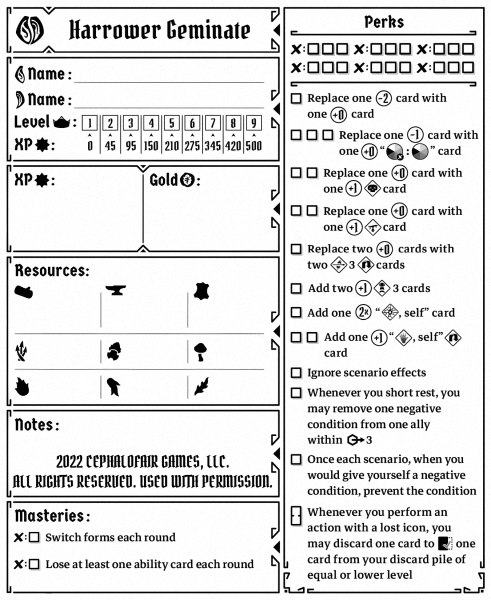 Harrower Geminate
Name:
Name:
Level: 1 2 3 4 5 6 7 8 9
XP: 0 45 95 150 210 275 345 420 500
XP:
Gold:
Resources:
Notes:
2022 CEPHALOFAIR GAMES, LLC.
ALL RIGHTS RESERVED. USED WITH PERMISSION.
Masteries:
Switch forms each round
Lose at least one ability card each round
Perks
Replace one -2 card with
one +0 card
Replace one -1 card with
one +0 " : " card
Replace one +0 card with
one +1 card
Replace one +0 card with
one +1 card
Replace two +0 cards with
two 3 cards
Add two +1 3 cards
Add one 2x " , self" card
Add one +1 " , self"
card
Ignore scenario effects
Whenever you short rest, you
may remove one negative
condition from one ally
within 3
Once each scenario, when you
would give yourself a negative
condition, prevent the condition
Whenever you perform an
action with a lost icon, you
may discard one card to one
card from your discard pile of
equal or lower level